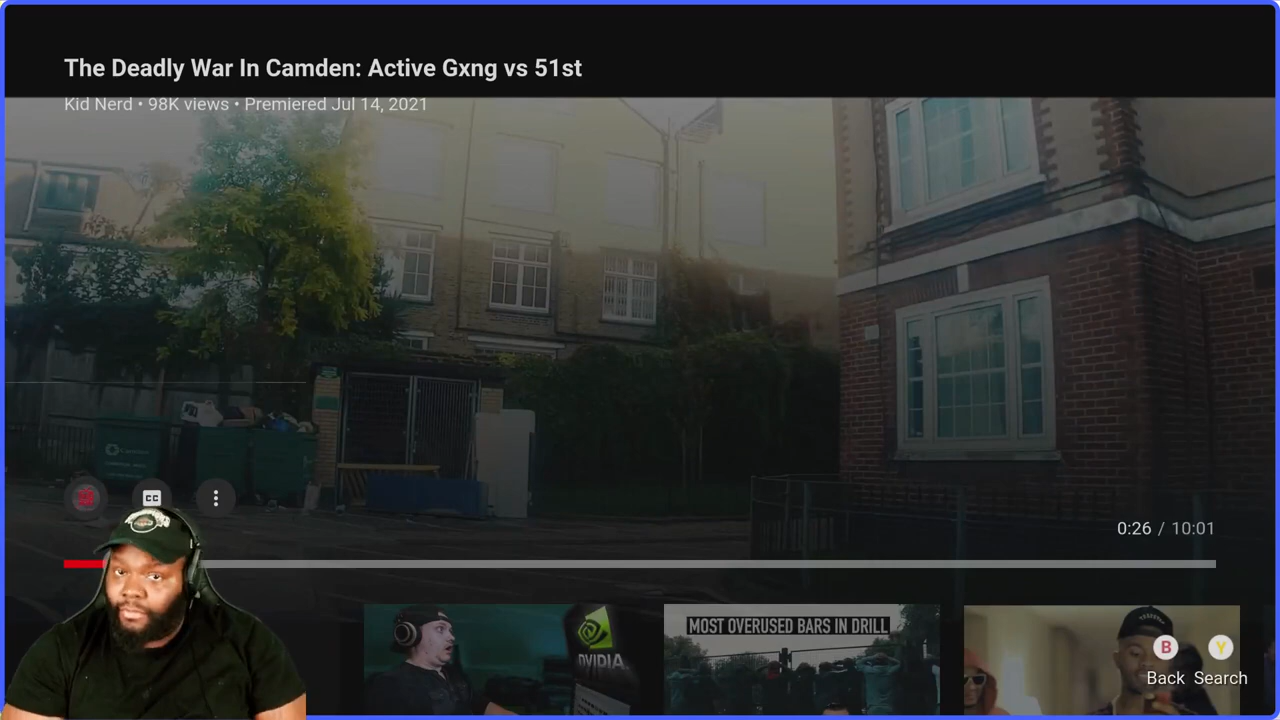 The Deadly War In Camden: Active Gxng vs 51st
Kid Nerd • 98K views • Premiered Jul 14, 2021
CC
0:26 / 10:01
NVIDIA
MOST OVERUSED BARS IN DRILL
B
Y
Back
Search